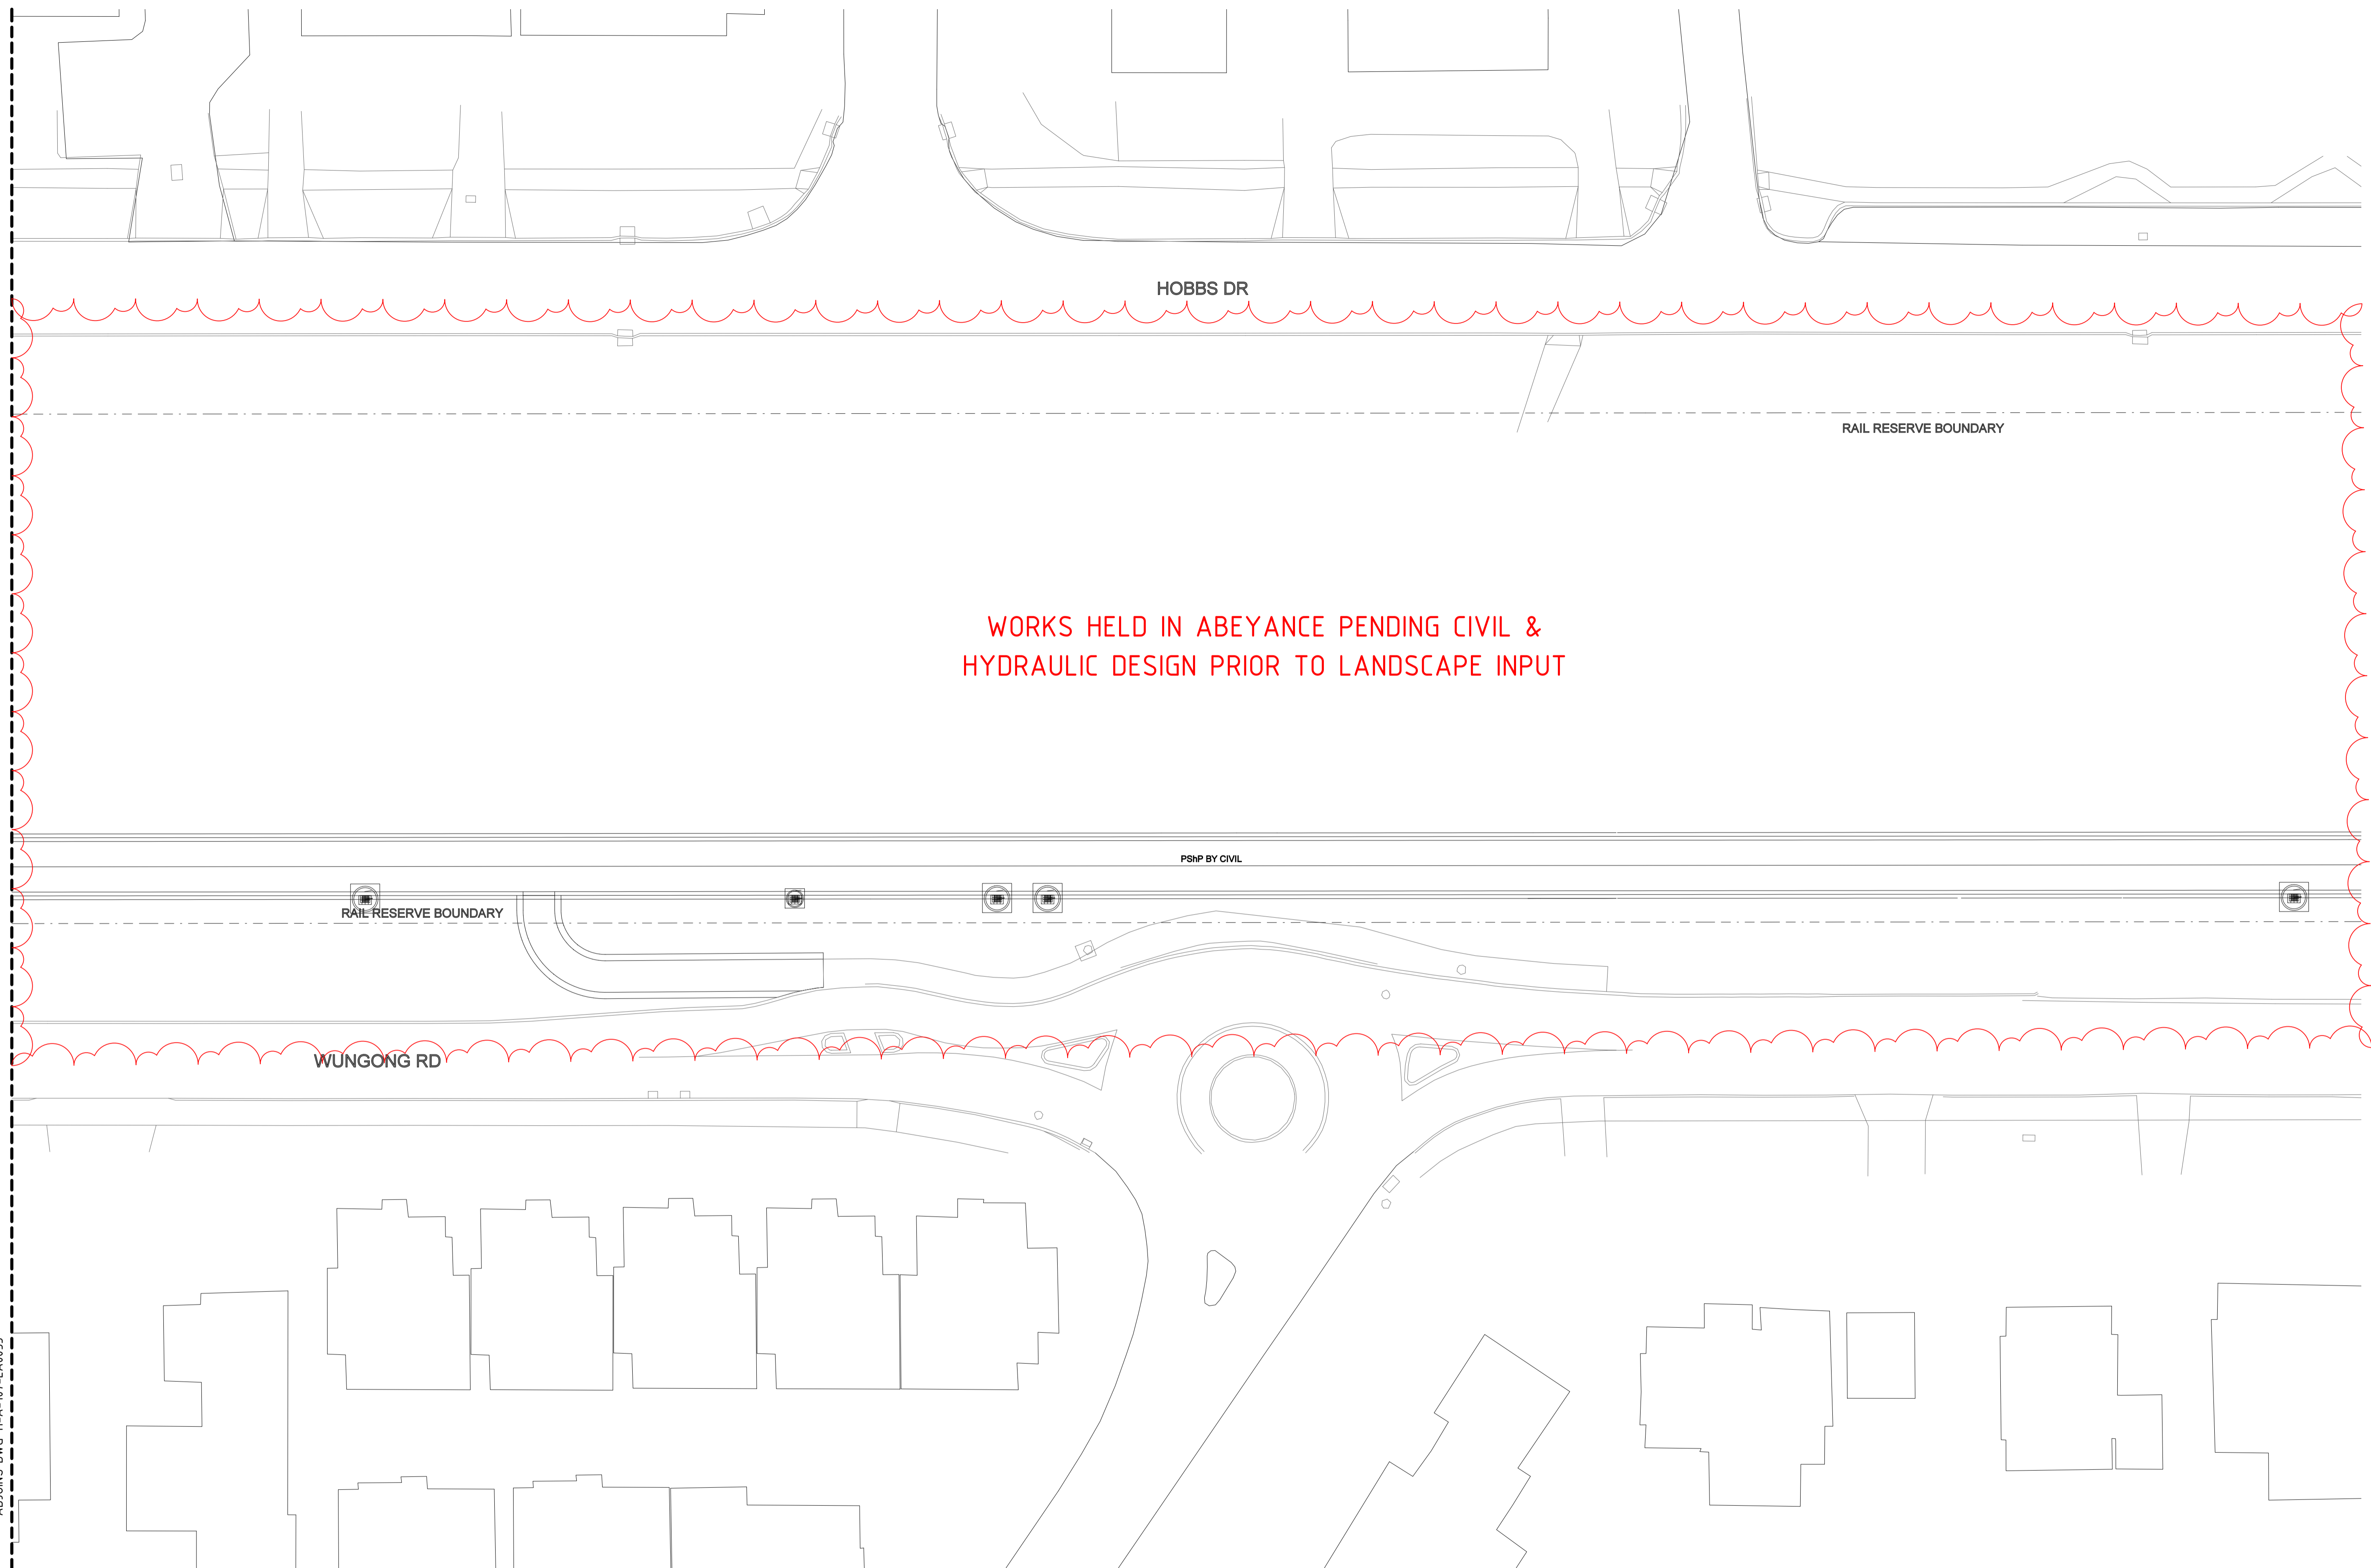 HOBBS DR
RAIL RESERVE BOUNDARY
WORKS HELD IN ABEYANCE PENDING CIVIL &
HYDRAULIC DESIGN PRIOR TO LANDSCAPE INPUT
PShP BY CIVIL
RAIL RESERVE BOUNDARY
WUNGONG RD